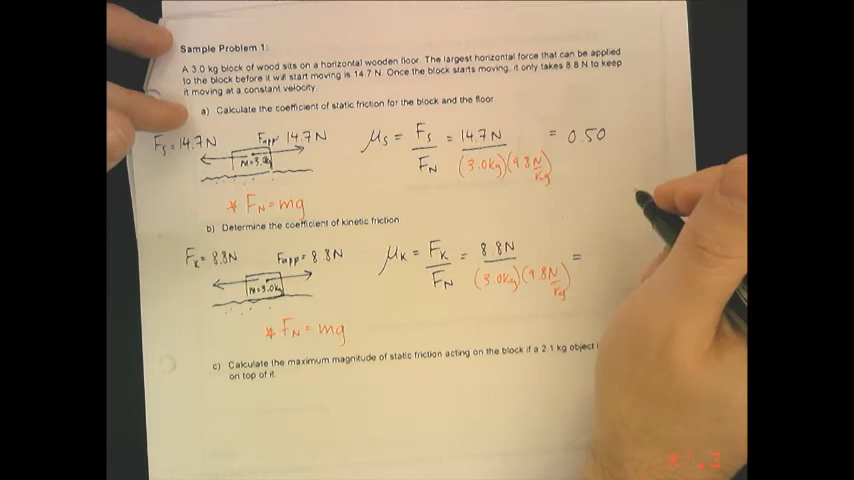 Sample Problem 1:
A 3.0 kg block of wood sits on a horizontal wooden floor. The largest horizontal force that can be applied
to the block before it will start moving is 14.7 N. Once the block starts moving, it only takes 8.8 N to keep
it moving at a constant velocity.
a) Calculate the coefficient of static friction for the block and the floor
Fs = 14.7N Fapp 14.7N
m=3.0kg
μs = Fs/FN = 14.7N/(3.0kg)(9.8N/kg) = 0.50
* FN = mg
b) Determine the coefficient of kinetic friction
FK = 8.8N Fapp = 8.8N
m=3.0kg
μK = FK/FN = 8.8N/(3.0kg)(9.8N/kg) =
* FN = mg
c) Calculate the maximum magnitude of static friction acting on the block if a 2.1 kg object
on top of it.